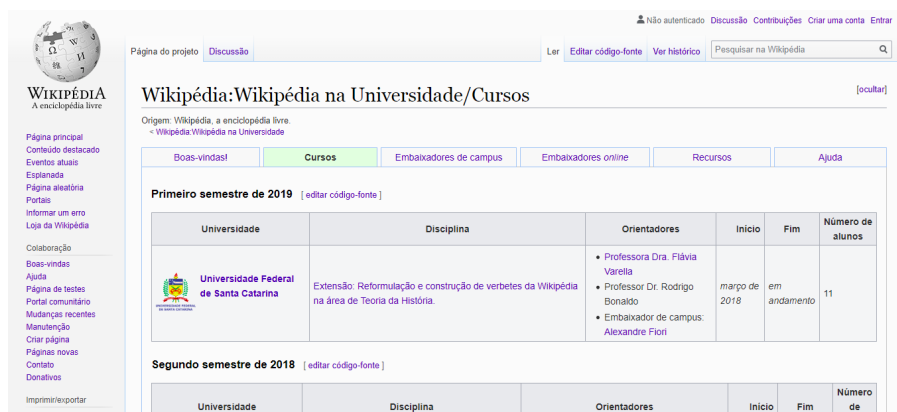 Não autenticado Discussão Contribuições Criar uma conta Entrar
Página do projeto Discussão Ler Editar código-fonte Ver histórico Pesquisar na Wikipédia
WIKIPÉDIA
A enciclopédia livre
Página principal
Conteúdo destacado
Eventos atuais
Esplanada
Página aleatória
Portais
Informar um erro
Loja da Wikipédia
Colaboração
Boas-vindas
Ajuda
Página de testes
Portal comunitário
Mudanças recentes
Manutenção
Criar página
Páginas novas
Contato
Donativos
Imprimir/exportar
Wikipédia:Wikipédia na Universidade/Cursos
[ocultar]
Origem: Wikipédia, a enciclopédia livre.
< Wikipédia:Wikipédia na Universidade
Boas-vindas! Cursos Embaixadores de campus Embaixadores online Recursos Ajuda
Primeiro semestre de 2019 [ editar código-fonte ]
Universidade Disciplina Orientadores Início Fim Número de
alunos
Universidade Federal
de Santa Catarina
Extensão: Reformulação e construção de verbetes da Wikipédia
na área de Teoria da História.
• Professora Dra. Flávia
Varella
• Professor Dr. Rodrigo
Bonaldo
• Embaixador de campus:
Alexandre Fiori
março de
2018
em
andamento
11
Segundo semestre de 2018 [ editar código-fonte ]
Universidade Disciplina Orientadores Início Fim Número
de